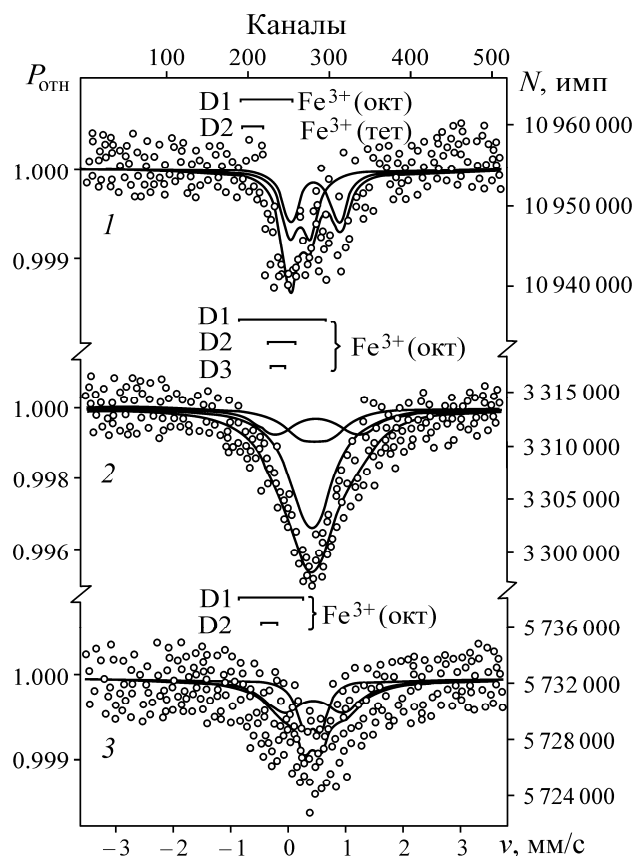 Каналы
100 200 300 400 500
Pотн N, имп
D1 Fe3+(окт)
D2 Fe3+(тет)
10 960 000
1.000
10 950 000
1
0.999
10 940 000
D1
D2 Fe3+(окт)
D3
3 315 000
1.000
3 310 000
2
0.998
3 305 000
0.996
3 300 000
D1
D2 Fe3+(окт)
5 736 000
1.000
5 732 000
5 728 000
3
0.999
5 724 000
–3 –2 –1 0 1 2 3 v, мм/с